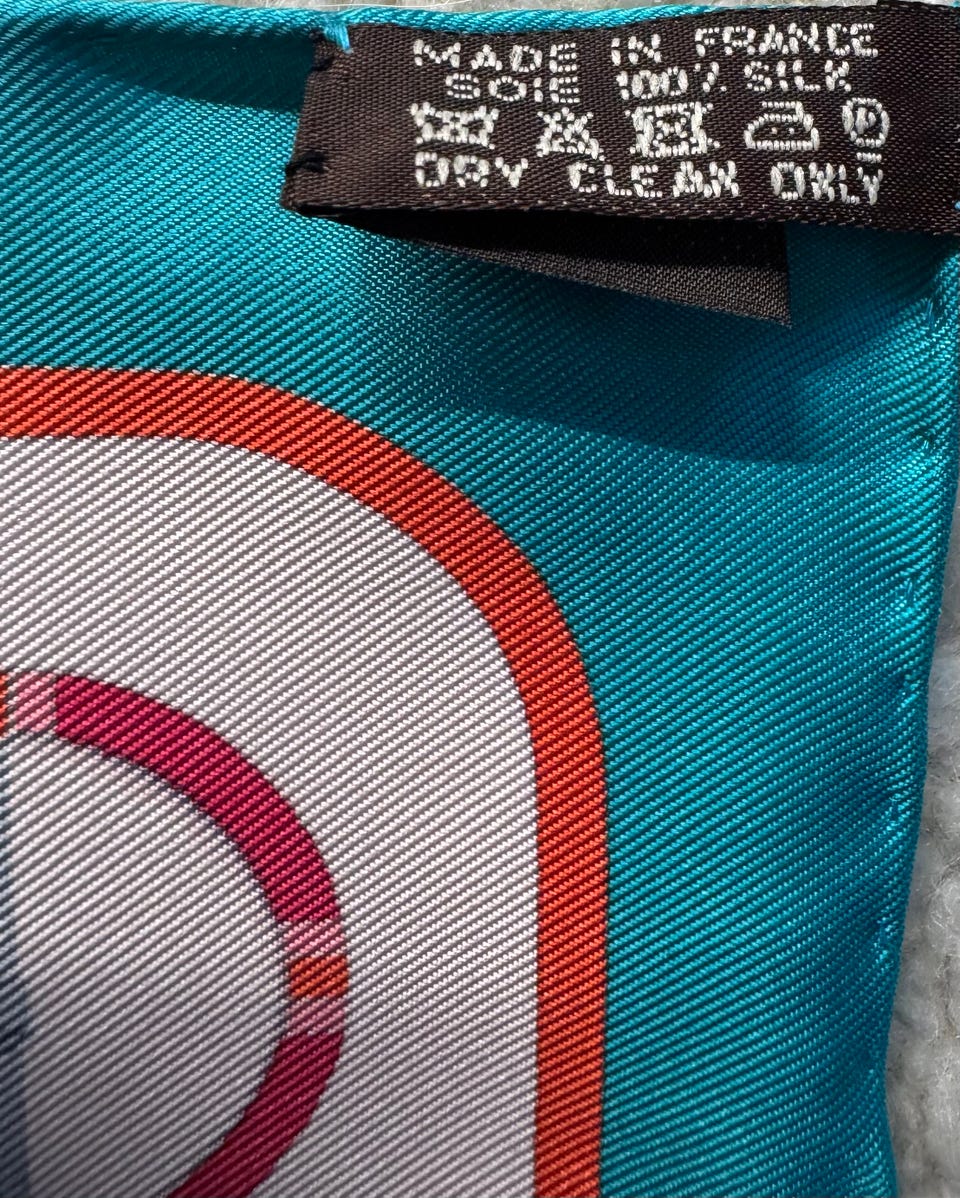 MADE IN FRANCE
SOIE 100% SILK
P
DRY CLEAN ONLY